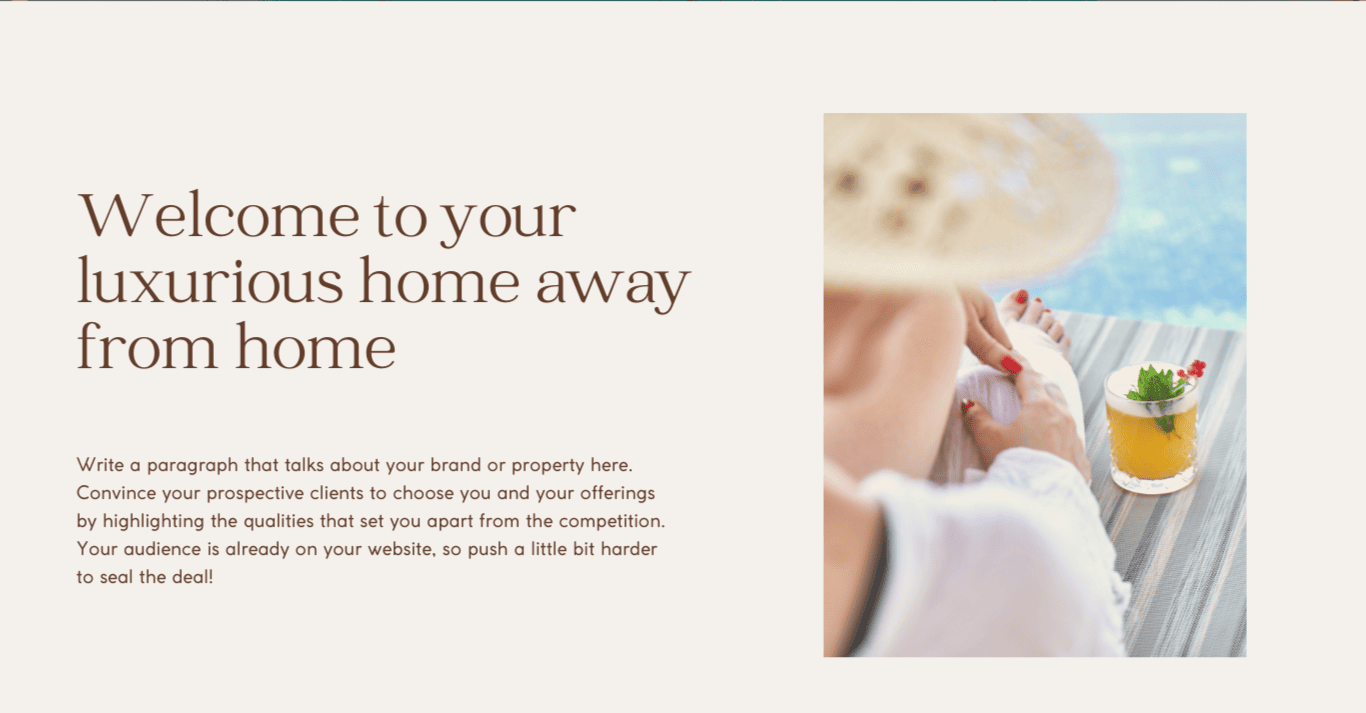 Welcome to your
luxurious home away
from home
Write a paragraph that talks about your brand or property here.
Convince your prospective clients to choose you and your offerings
by highlighting the qualities that set you apart from the competition.
Your audience is already on your website, so push a little bit harder
to seal the deal!